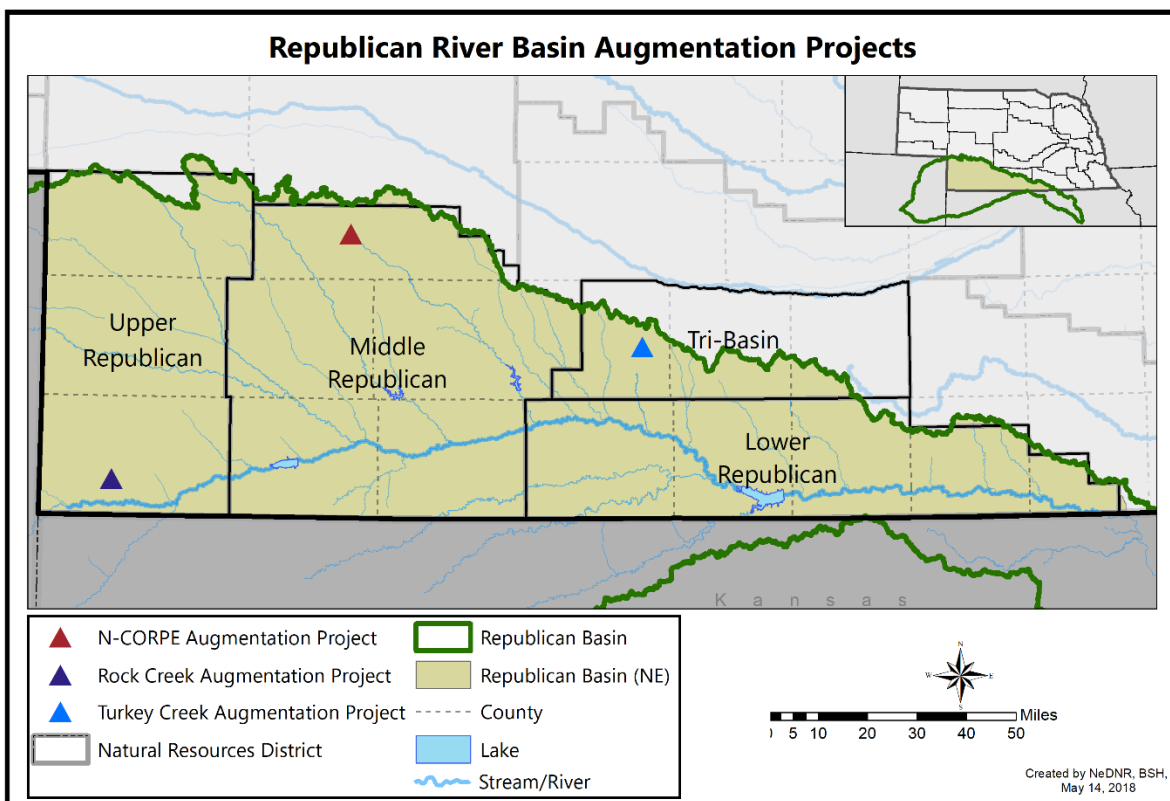 Republican River Basin Augmentation Projects
Upper
Republican
Middle
Republican
Tri-Basin
Lower
Republican
Kansas
N-CORPE Augmentation Project
Rock Creek Augmentation Project
Turkey Creek Augmentation Project
Natural Resources District
Republican Basin
Republican Basin (NE)
County
Lake
Stream/River
N
W
E
S
Miles
5 10 20 30 40 50
Created by NeDNR, BSH,
May 14, 2018